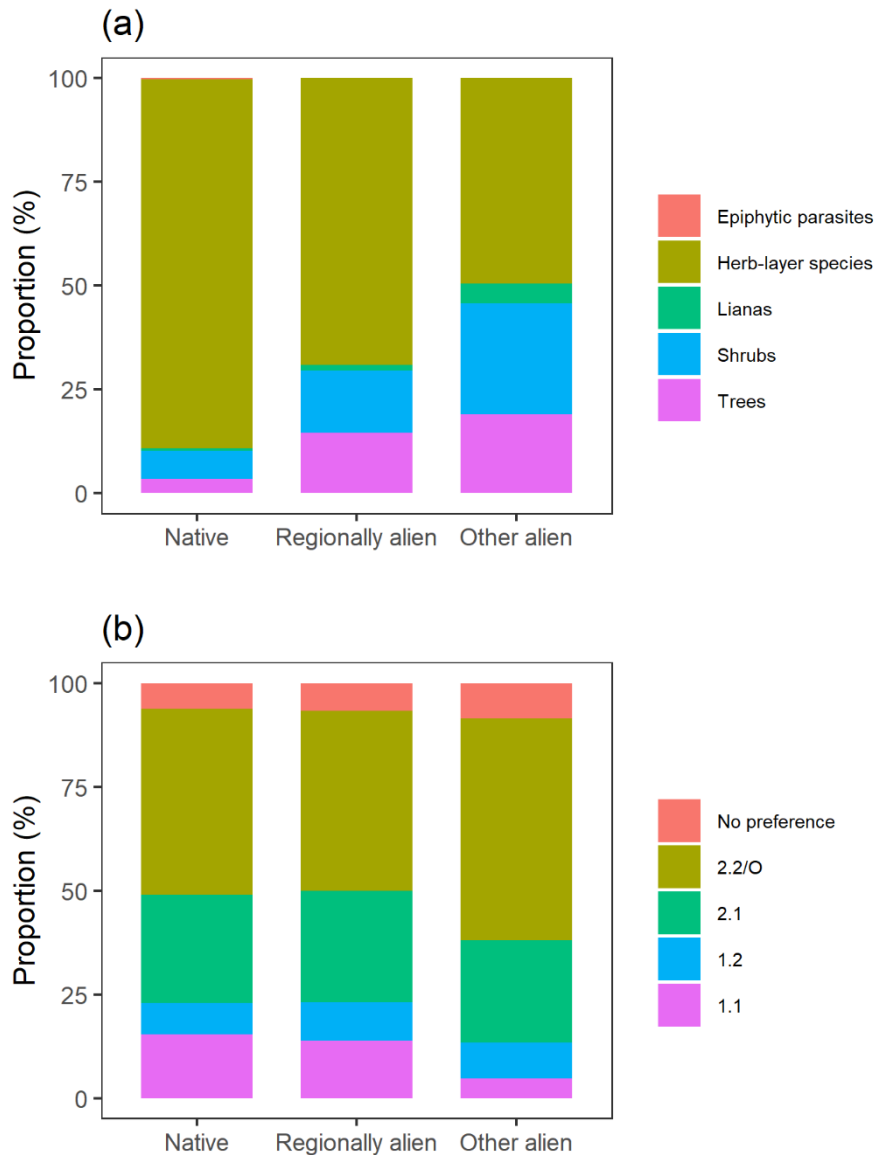 (a)
Proportion (%)
100
75
50
25
0
Native
Regionally alien
Other alien
Epiphytic parasites
Herb-layer species
Lianas
Shrubs
Trees
(b)
Proportion (%)
100
75
50
25
0
Native
Regionally alien
Other alien
No preference
2.2/O
2.1
1.2
1.1